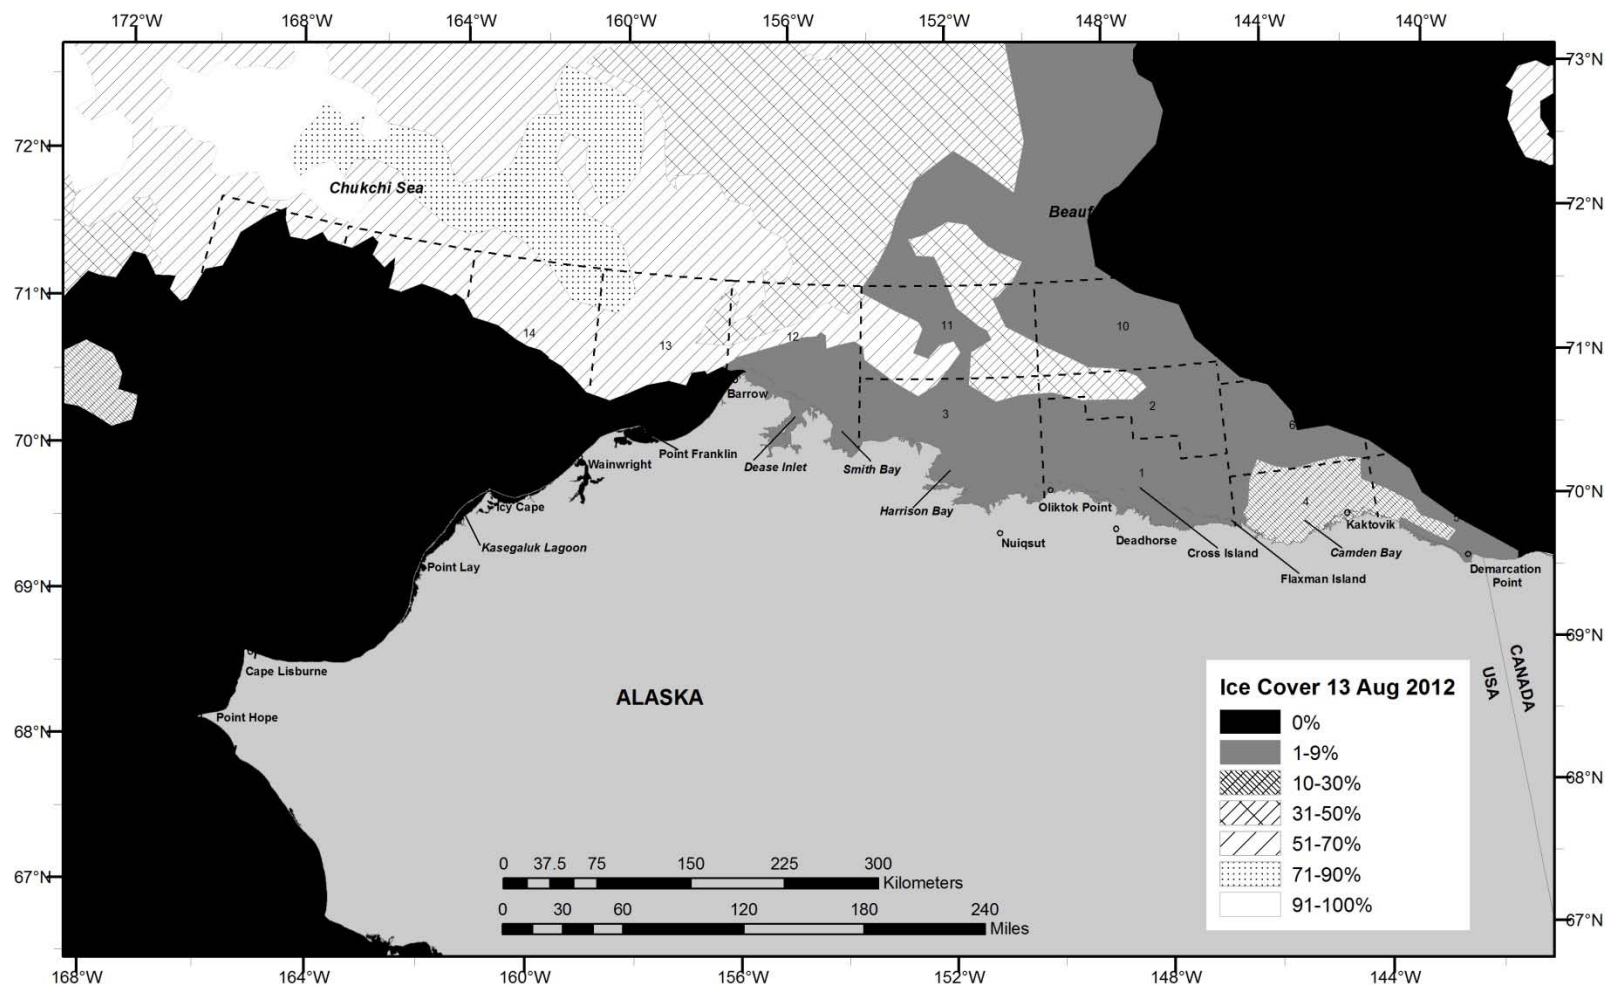 172°W 168°W 164°W 160°W 156°W 152°W 148°W 144°W 140°W
73°N
72°N
Chukchi Sea
72°N
Beauf
71°N
14
13
12
11
10
71°N
Barrow
3
2
6
70°N
Point Franklin
Wainwright
Dease Inlet
Smith Bay
1
4
5
70°N
Icy Cape
Harrison Bay
Oliktok Point
Kaktovik
Kasegaluk Lagoon
Nuiqsut
Deadhorse
Cross Island
Camden Bay
Point Lay
Flaxman Island
Demarcation
Point
69°N
69°N
Cape Lisburne
CANADA
USA
ALASKA
Point Hope
68°N
68°N
67°N
67°N
Ice Cover 13 Aug 2012
0%
1-9%
10-30%
31-50%
51-70%
71-90%
91-100%
0 37.5 75 150 225 300
Kilometers
0 30 60 120 180 240
Miles
168°W 164°W 160°W 156°W 152°W 148°W 144°W